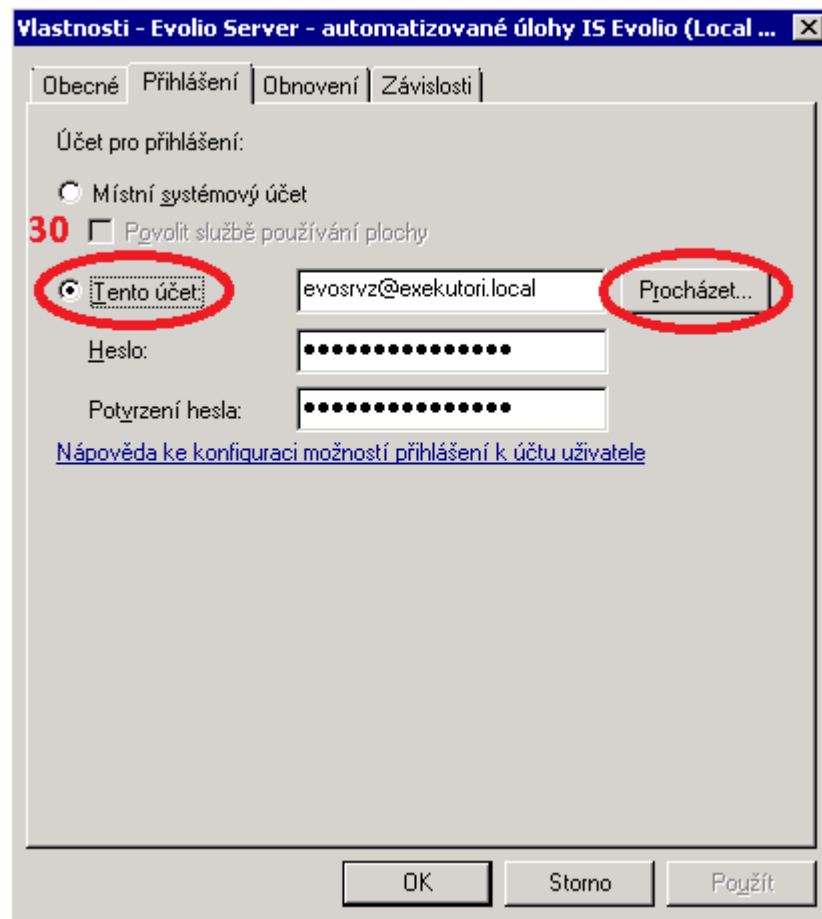 Vlastnosti - Evolio Server - automatizované úlohy IS Evolio (Local ...
Obecné Přihlášení Obnovení Závislosti
Účet pro přihlášení:
Místní systémový účet
30 Povolit službě používání plochy
Tento účet: evosrvz@exekutori.local Procházet...
Heslo: ●●●●●●●●●●●●●●●
Potvrzení hesla: ●●●●●●●●●●●●●●●
Nápověda ke konfiguraci možností přihlášení k účtu uživatele
OK Storno Použít